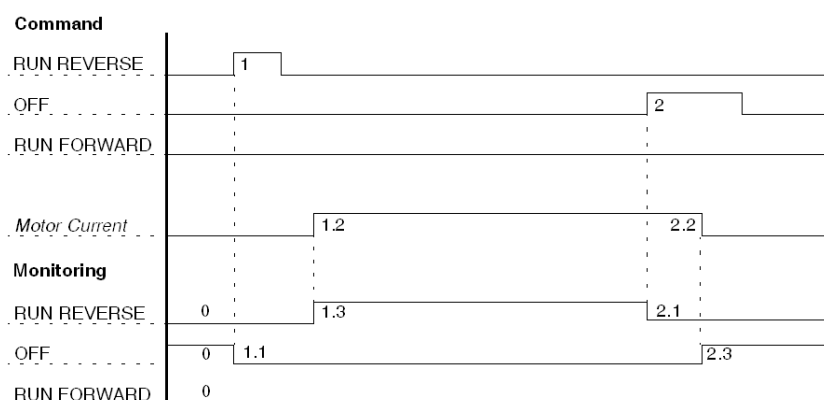 Command
RUN REVERSE 1
OFF 2
RUN FORWARD
Motor Current 1.2 2.2
Monitoring
RUN REVERSE 0 1.3 2.1
OFF 0 1.1 2.3
RUN FORWARD 0